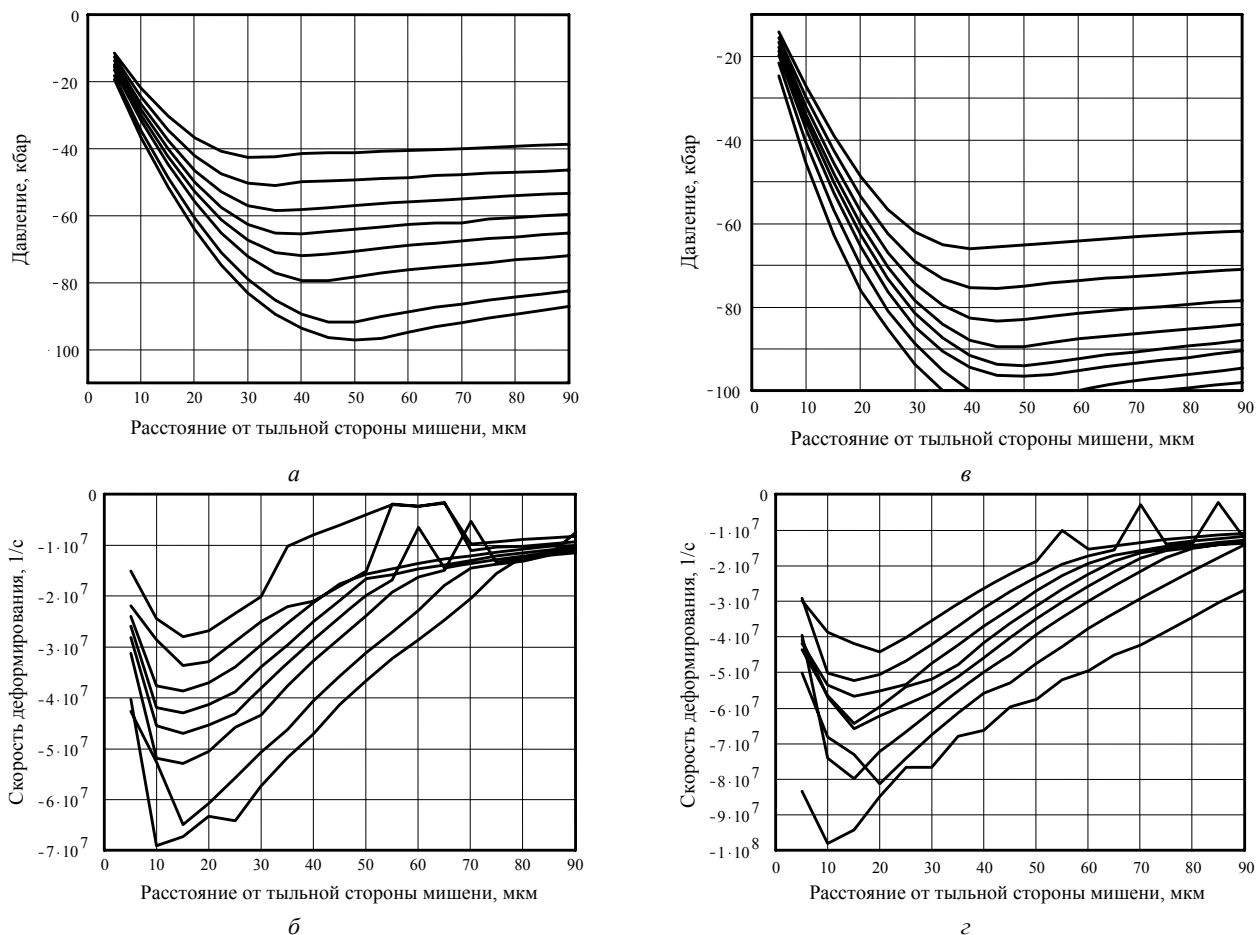 0
-20
-40
-60
-80
100
Давление, кбар
0 10 20 30 40 50 60 70 80 90
Расстояние от тыльной стороны мишени, мкм
а
-20
-40
-60
-80
-100
Давление, кбар
0 10 20 30 40 50 60 70 80 90
Расстояние от тыльной стороны мишени, мкм
в
0
-1·10^7
-2·10^7
-3·10^7
-4·10^7
-5·10^7
-6·10^7
-7·10^7
Скорость деформирования, 1/с
0 10 20 30 40 50 60 70 80 90
Расстояние от тыльной стороны мишени, мкм
б
0
-1·10^7
-2·10^7
-3·10^7
-4·10^7
-5·10^7
-6·10^7
-7·10^7
-8·10^7
-9·10^7
-1·10^8
Скорость деформирования, 1/с
0 10 20 30 40 50 60 70 80 90
Расстояние от тыльной стороны мишени, мкм
г